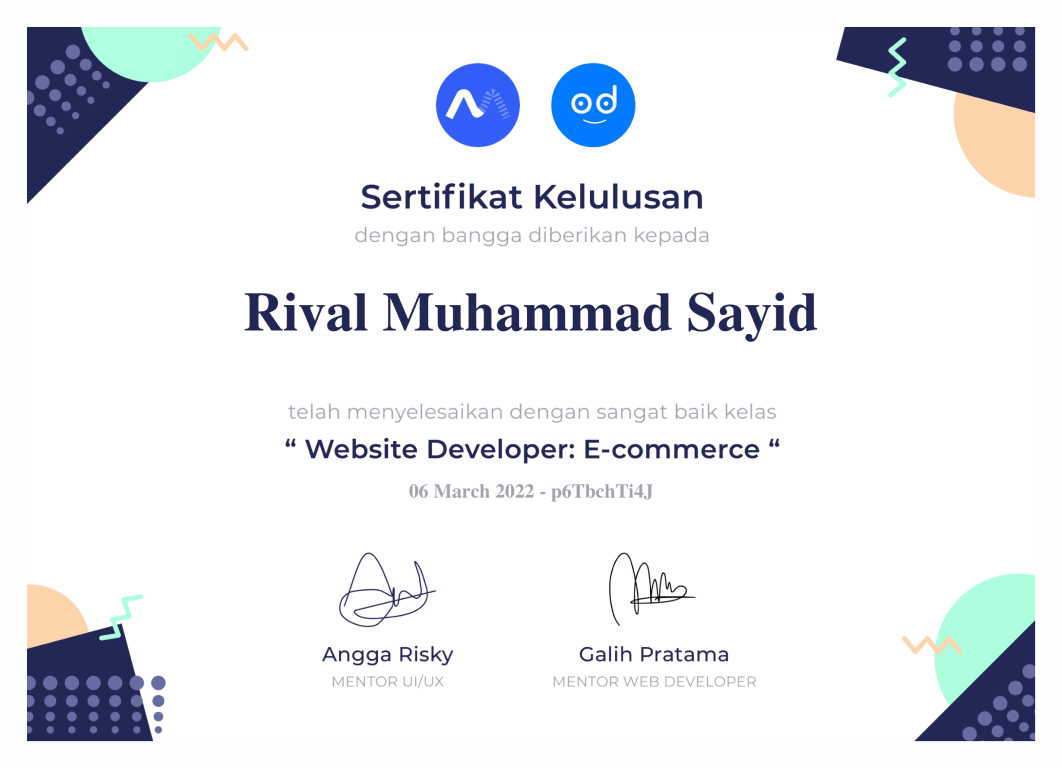 Sertifikat Kelulusan
dengan bangga diberikan kepada
Rival Muhammad Sayid
telah menyelesaikan dengan sangat baik kelas
“ Website Developer: E-commerce “
06 March 2022 - p6TbchTi4J
Angga Risky
MENTOR UI/UX
Galih Pratama
MENTOR WEB DEVELOPER